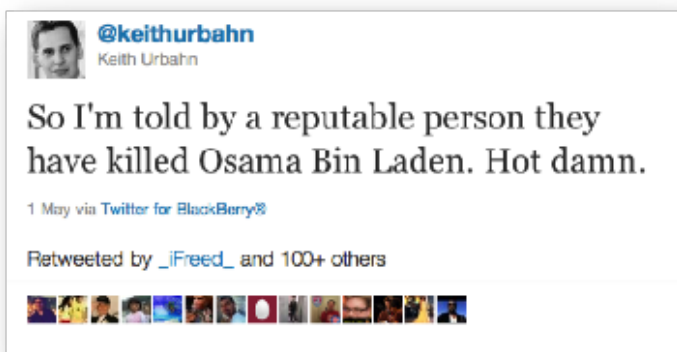 @keithurbahn
Keith Urbahn
So I'm told by a reputable person they
have killed Osama Bin Laden. Hot damn.
1 May via Twitter for BlackBerry®
Retweeted by _iFreed_ and 100+ others